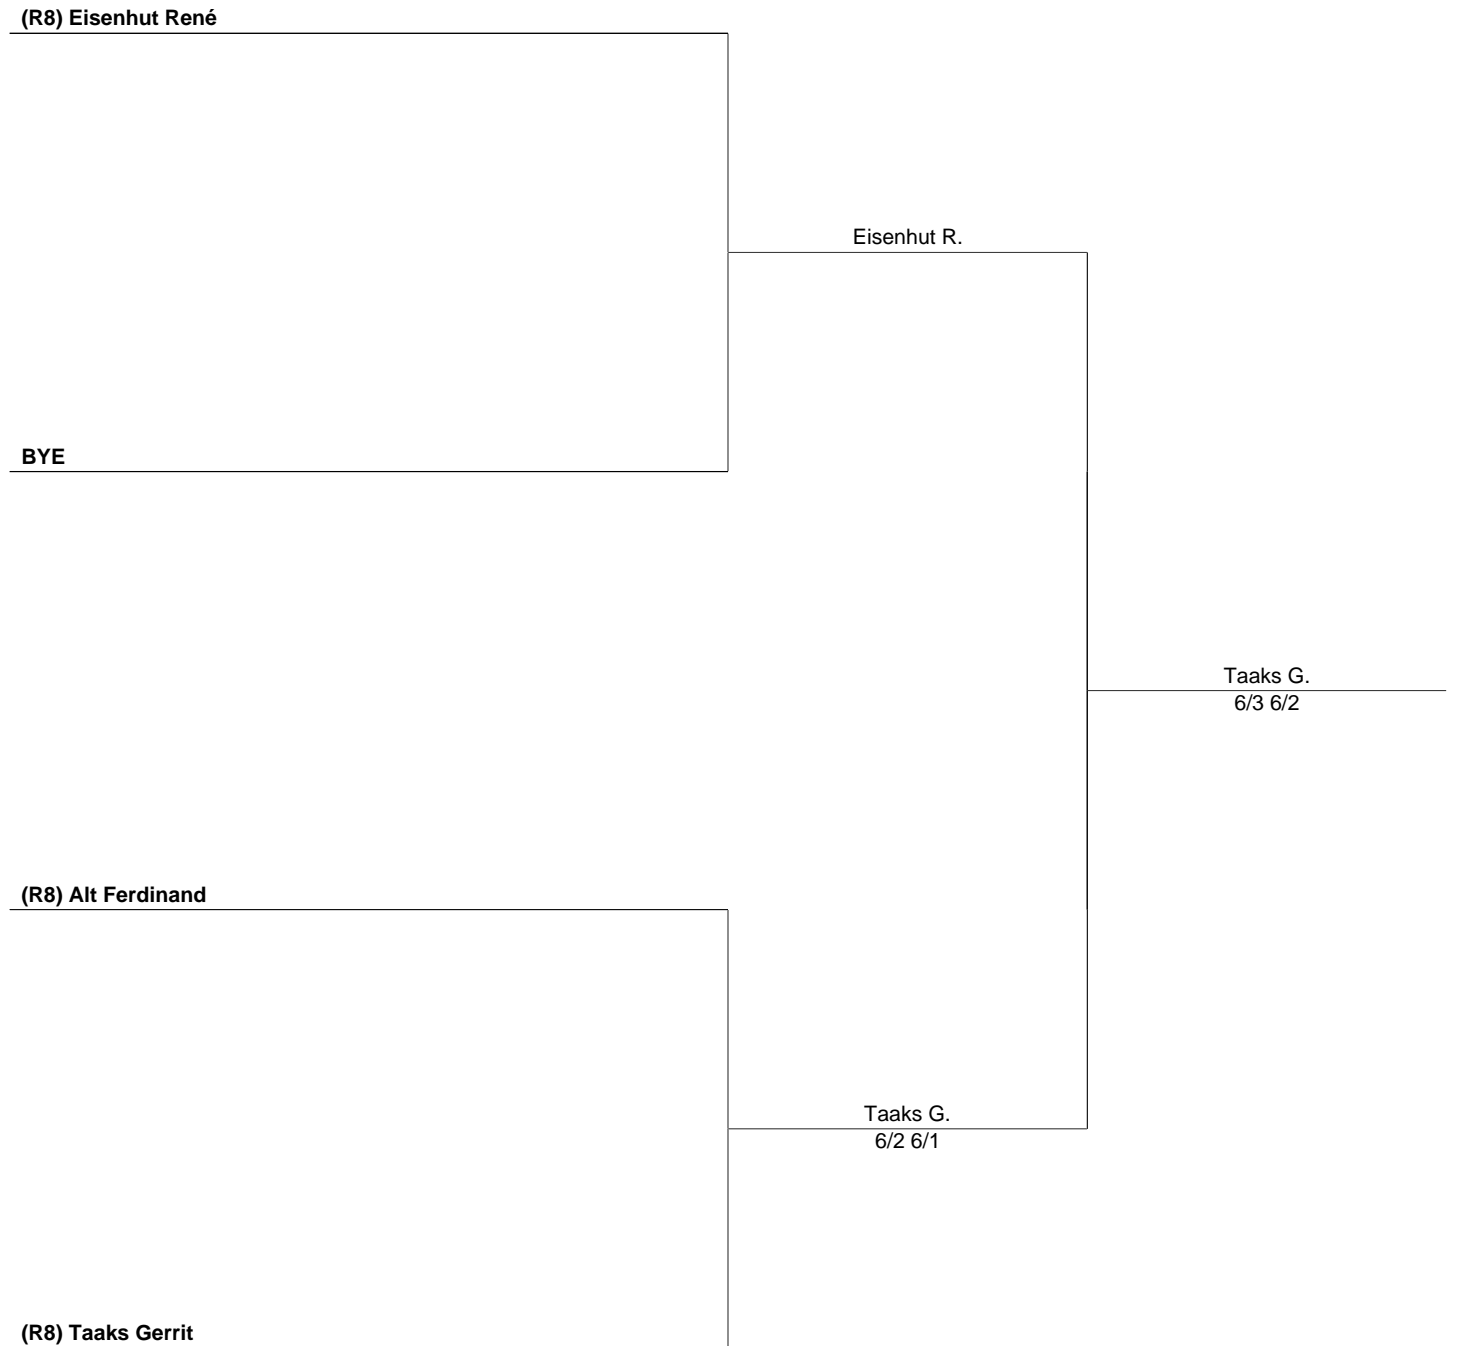 (R8) Eisenhut René
Eisenhut R.
BYE
Taaks G.
6/3 6/2
(R8) Alt Ferdinand
Taaks G.
6/2 6/1
(R8) Taaks Gerrit